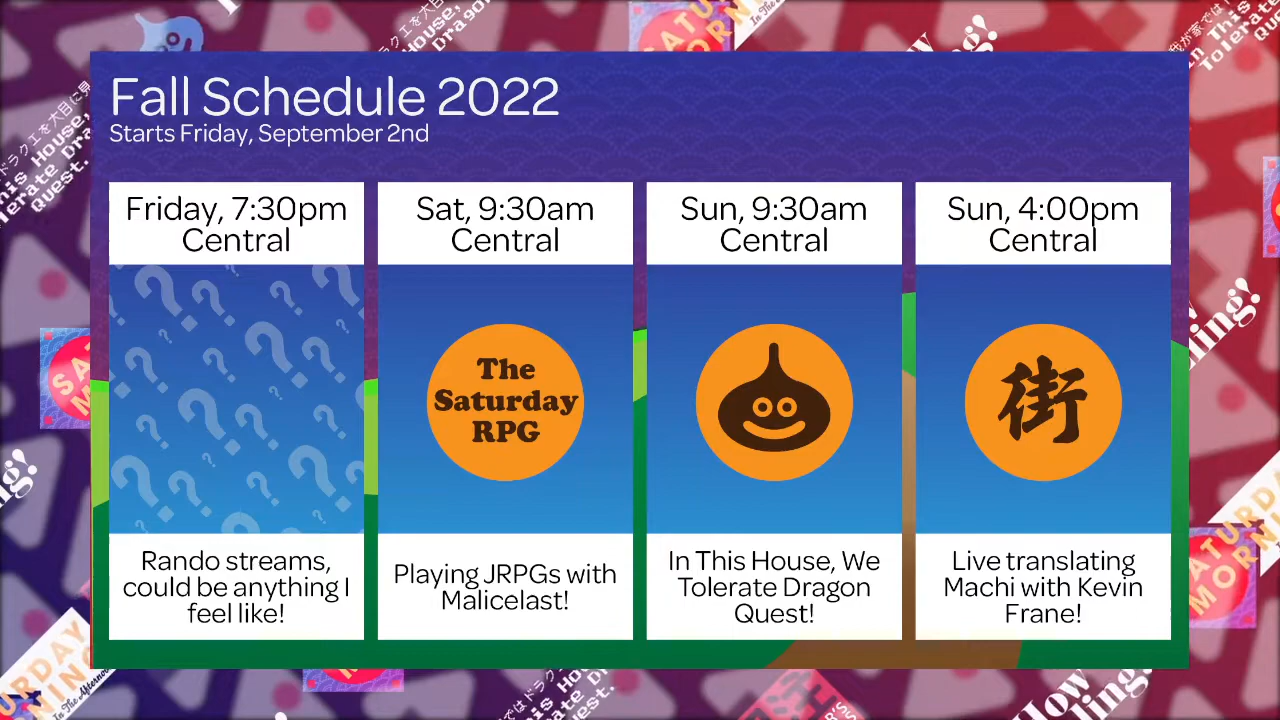 Fall Schedule 2022
Starts Friday, September 2nd
Friday, 7:30pm
Central
Rando streams,
could be anything I
feel like!
Sat, 9:30am
Central
The
Saturday
RPG
Playing JRPGs with
Malicelast!
Sun, 9:30am
Central
In This House, We
Tolerate Dragon
Quest!
Sun, 4:00pm
Central
街
Live translating
Machi with Kevin
Frane!